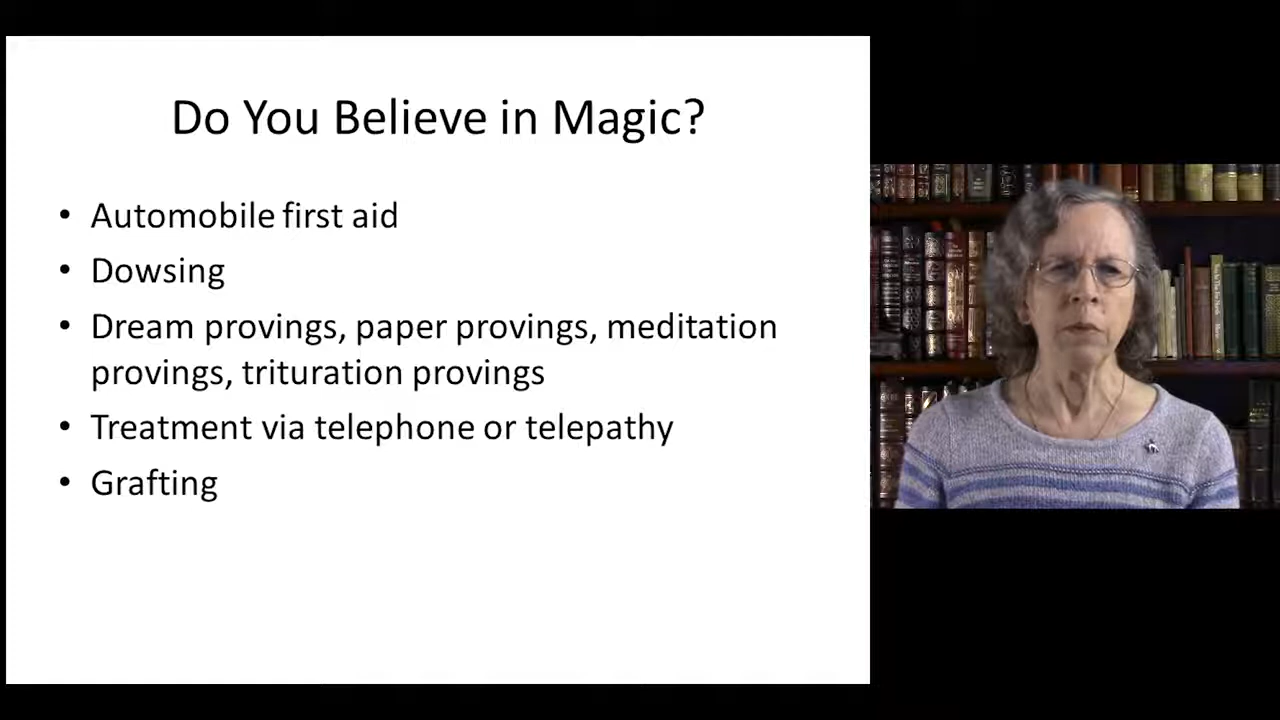 Do You Believe in Magic?
• Automobile first aid
• Dowsing
• Dream provings, paper provings, meditation
provings, trituration provings
• Treatment via telephone or telepathy
• Grafting